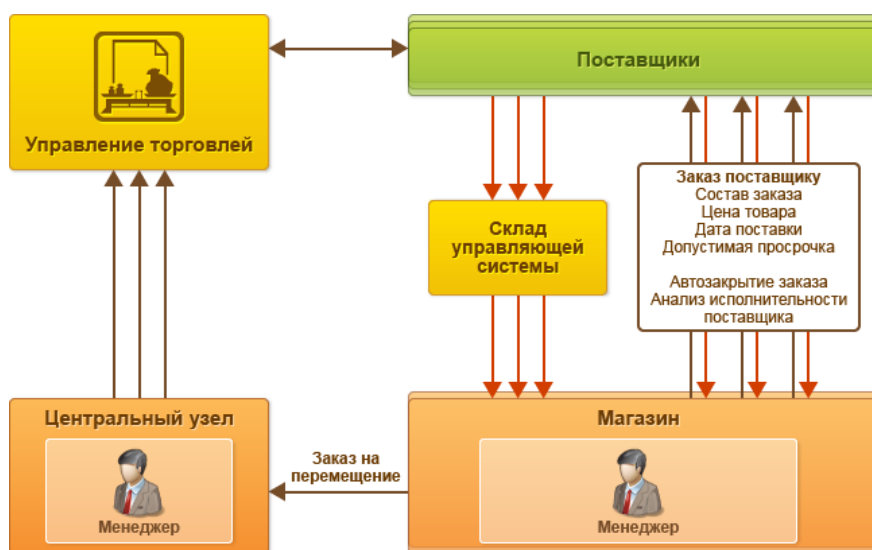 Поставщики
Управление торговлей
Заказ поставщику
Состав заказа
Цена товара
Дата поставки
Допустимая просрочка
Автозакрытие заказа
Анализ исполнительности
поставщика
Склад
управляющей
системы
Центральный узел
Менеджер
Заказ на
перемещение
Магазин
Менеджер